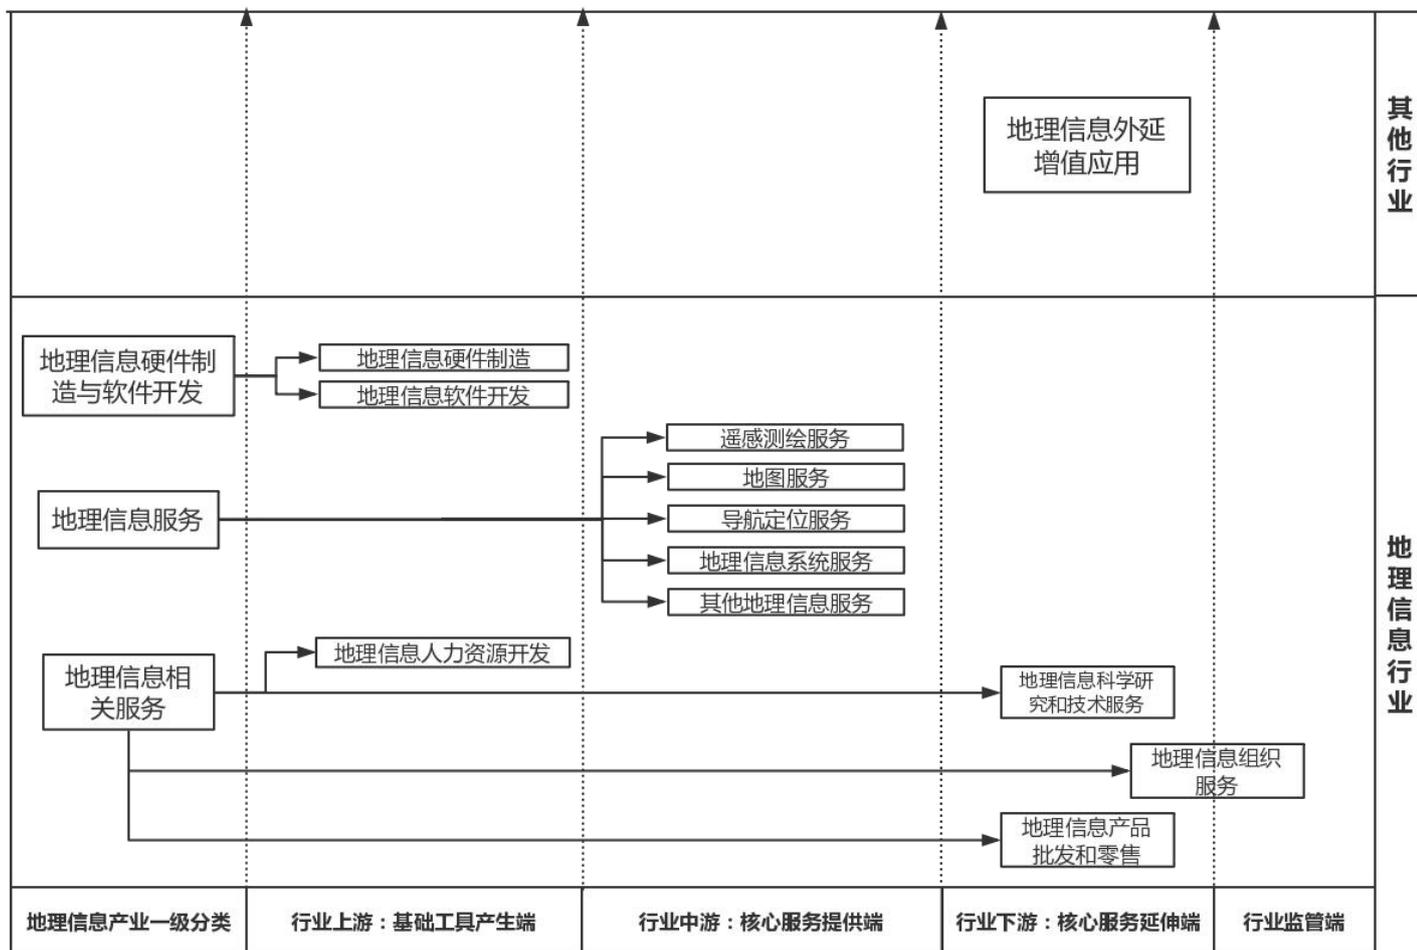 地理信息外延
增值应用
其他行业
地理信息硬件制
造与软件开发
地理信息硬件制造
地理信息软件开发
遥感测绘服务
地图服务
地理信息服务
导航定位服务
地理信息系统服务
其他地理信息服务
地理信息行业
地理信息人力资源开发
地理信息相
关服务
地理信息科学研
究和技术服务
地理信息组织
服务
地理信息产品
批发和零售
地理信息产业一级分类
行业上游：基础工具产生端
行业中游：核心服务提供端
行业下游：核心服务延伸端
行业监管端